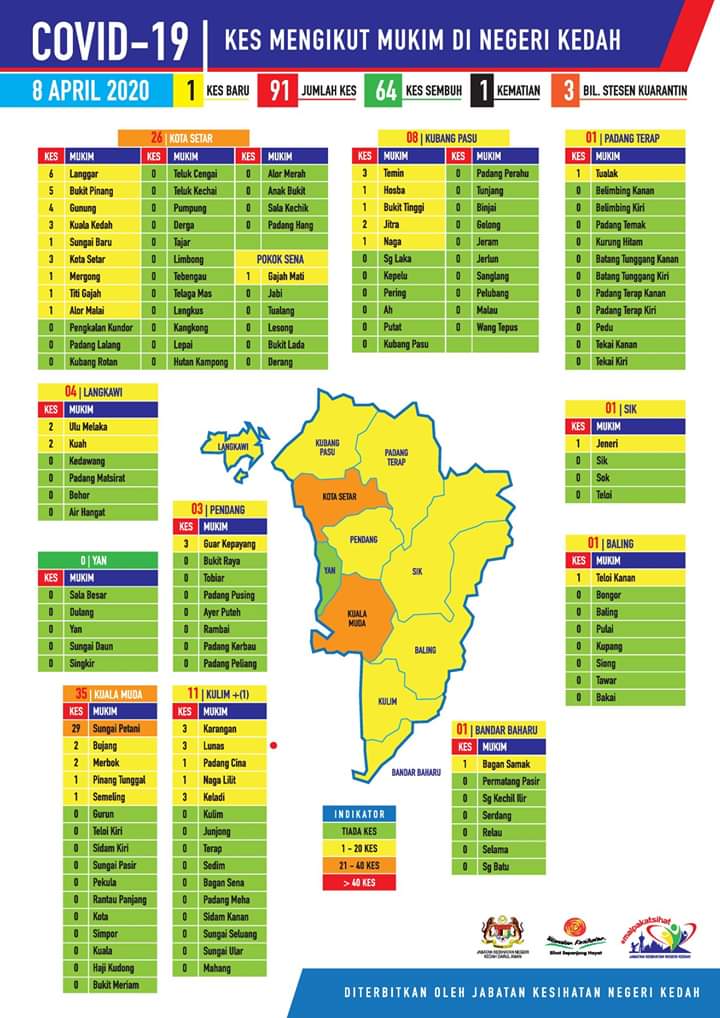 COVID-19 | KES MENGIKUT MUKIM DI NEGERI KEDAH
8 APRIL 2020
1 KES BARU
91 JUMLAH KES
64 KES SEMBUH
1 KEMATIAN
3 BIL. STESEN KUARANTIN
26 | KOTA SETAR
KES MUKIM KES MUKIM KES MUKIM
6 Langgar 0 Teluk Cengai 0 Alor Merah
5 Bukit Pinang 0 Teluk Kechai 0 Anak Bukit
4 Gunung 0 Pumpung 0 Sala Kechik
3 Kuala Kedah 0 Derga 0 Padang Hang
1 Sungai Baru 0 Tajar
3 Kota Setar 0 Limbong POKOK SENA
1 Mergong 0 Tebengau 1 Gajah Mati
1 Titi Gajah 0 Telaga Mas 0 Jabi
1 Alor Malai 0 Lengkus 0 Tualang
0 Pengkalan Kundor 0 Kangkong 0 Lesong
0 Padang Lalang 0 Lepai 0 Bukit Lada
0 Kubang Rotan 0 Hutan Kampong 0 Derang
08 | KUBANG PASU
KES MUKIM KES MUKIM
3 Temin 0 Padang Perahu
1 Hosba 0 Tunjang
1 Bukit Tinggi 0 Binjai
2 Jitra 0 Gelong
1 Naga 0 Jeram
0 Sg Laka 0 Jerlun
0 Kepelu 0 Sanglang
0 Pering 0 Pelubang
0 Ah 0 Malau
0 Putat 0 Wang Tepus
0 Kubang Pasu
01 | PADANG TERAP
KES MUKIM
1 Tualak
0 Belimbing Kanan
0 Belimbing Kiri
0 Padang Temak
0 Kurung Hitam
0 Batang Tunggang Kanan
0 Batang Tunggang Kiri
0 Padang Terap Kanan
0 Padang Terap Kiri
0 Pedu
0 Tekai Kanan
0 Tekai Kiri
04 | LANGKAWI
KES MUKIM
2 Ulu Melaka
2 Kuah
0 Kedawang
0 Padang Matsirat
0 Bohor
0 Air Hangat
01 | SIK
KES MUKIM
1 Jeneri
0 Sik
0 Sok
0 Teloi
03 | PENDANG
KES MUKIM
3 Guar Kepayang
0 Bukit Raya
0 Tobiar
0 Padang Pusing
0 Ayer Puteh
0 Rambai
0 Padang Kerbau
0 Padang Peliang
0 | YAN
KES MUKIM
0 Sala Besar
0 Dulang
0 Yan
0 Sungai Daun
0 Singkir
01 | BALING
KES MUKIM
1 Teloi Kanan
0 Bongor
0 Baling
0 Pulai
0 Kupang
0 Siong
0 Tawar
0 Bakai
LANGKAWI
KUBANG PASU
PADANG TERAP
KOTA SETAR
PENDANG
YAN
SIK
KUALA MUDA
BALING
KULIM
BANDAR BAHARU
35 | KUALA MUDA
KES MUKIM
29 Sungai Petani
2 Bujang
2 Merbok
1 Pinang Tunggal
1 Semeling
0 Gurun
0 Teloi Kiri
0 Sidam Kiri
0 Sungai Pasir
0 Pekula
0 Rantau Panjang
0 Kota
0 Simpor
0 Kuala
0 Haji Kudong
0 Bukit Meriam
11 | KULIM +(1)
KES MUKIM
3 Karangan
3 Lunas
1 Padang Cina
1 Naga Lilit
3 Keladi
0 Kulim
0 Junjong
0 Terap
0 Sedim
0 Bagan Sena
0 Padang Meha
0 Sidam Kanan
0 Sungai Seluang
0 Sungai Ular
0 Mahang
01 | BANDAR BAHARU
KES MUKIM
1 Bagan Samak
0 Permatang Pasir
0 Sg Kechil Ilir
0 Serdang
0 Relau
0 Selama
0 Sg Batu
INDIKATOR
TIADA KES
1 - 20 KES
21 - 40 KES
> 40 KES
JABATAN KESIHATAN NEGERI
KEDAH DARUL AMAN
Sihat Sepanjang Hayat
emaipakatsihat
JABATAN KESIHATAN NEGERI KEDAH
DITERBITKAN OLEH JABATAN KESIHATAN NEGERI KEDAH